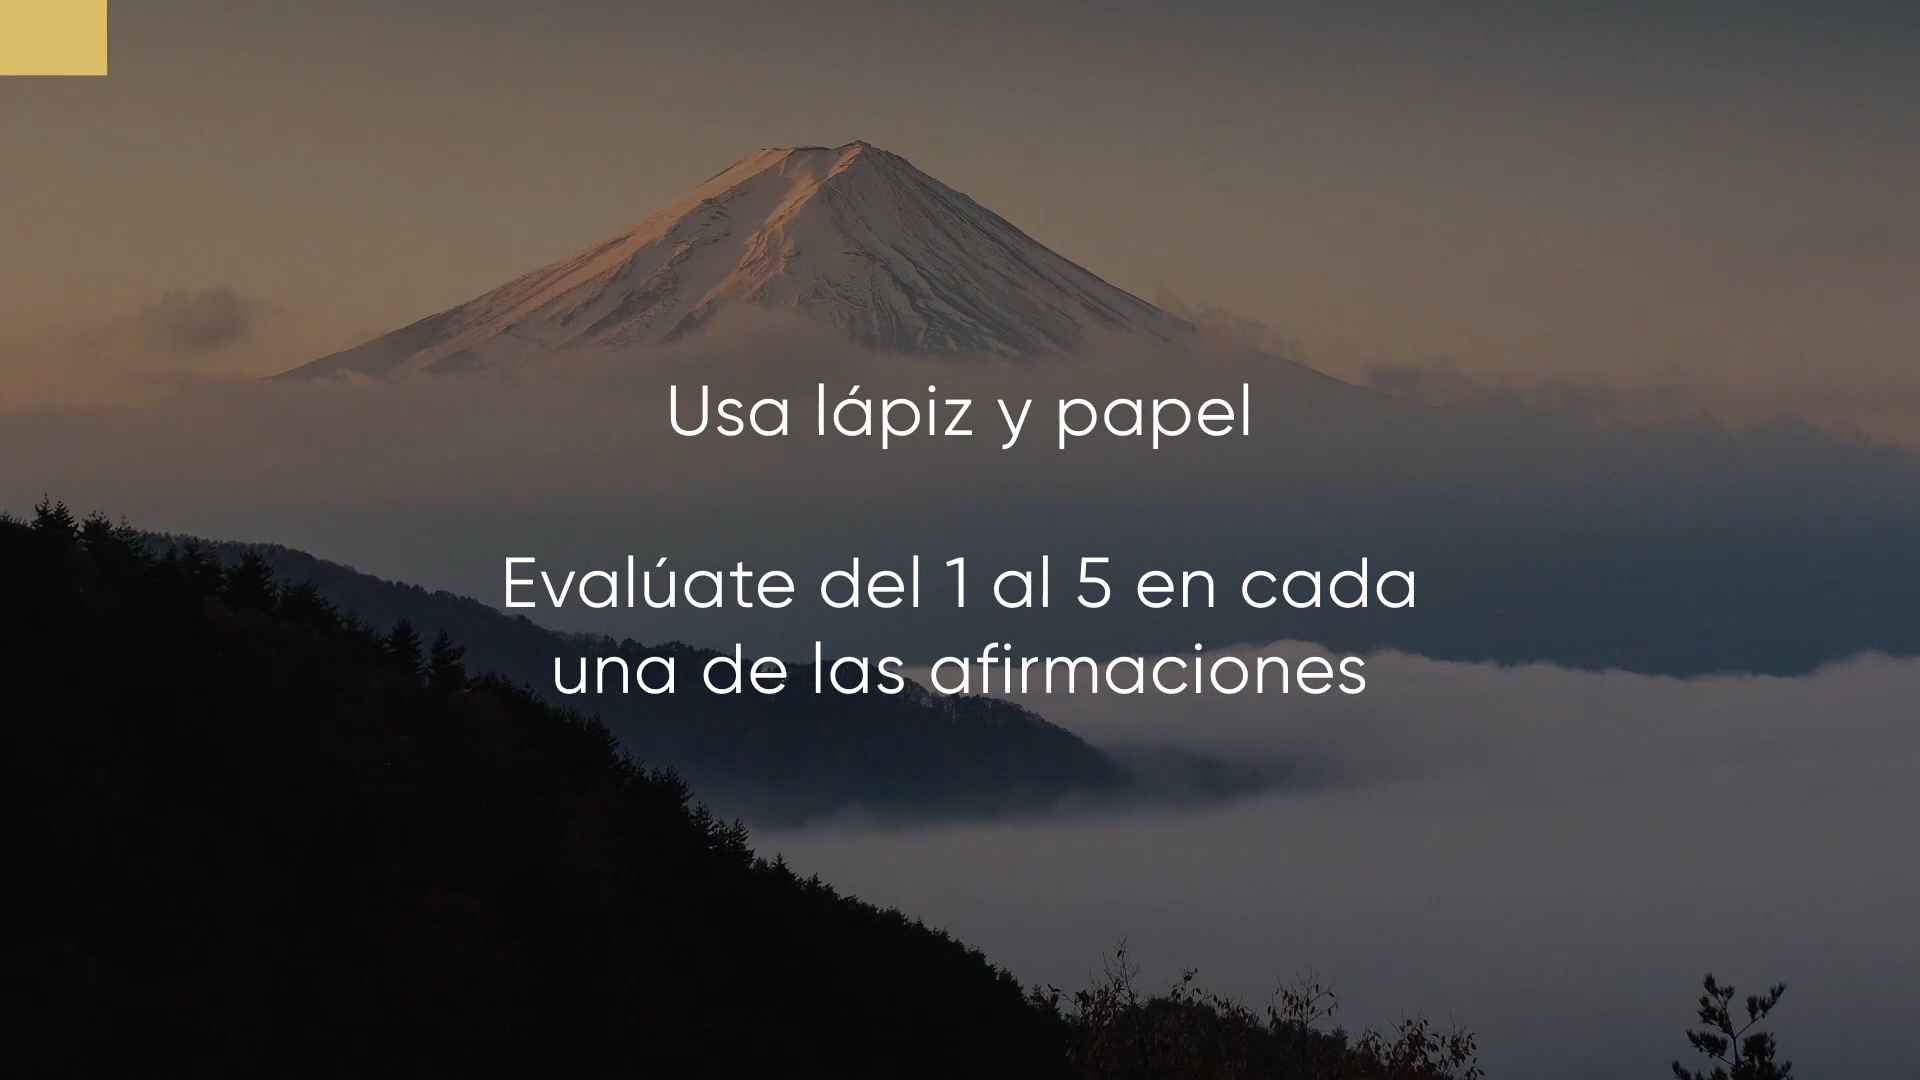 Usa lápiz y papel
Evalúate del 1 al 5 en cada
una de las afirmaciones